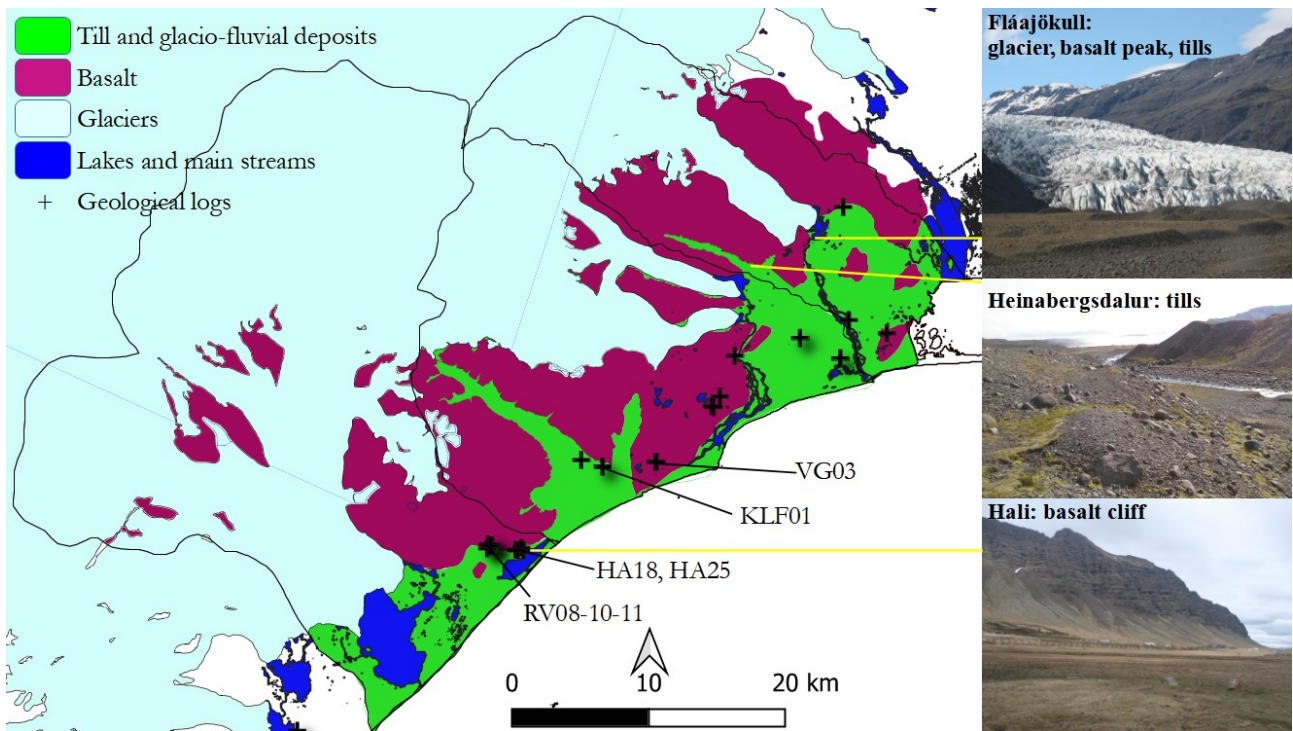 Till and glacio-fluvial deposits
Basalt
Glaciers
Lakes and main streams
+ Geological logs
VG03
KLF01
HA18, HA25
RV08-10-11
0 10 20 km
Fláajökull:
glacier, basalt peak, tills
Heinabergsdalur: tills
Hali: basalt cliff